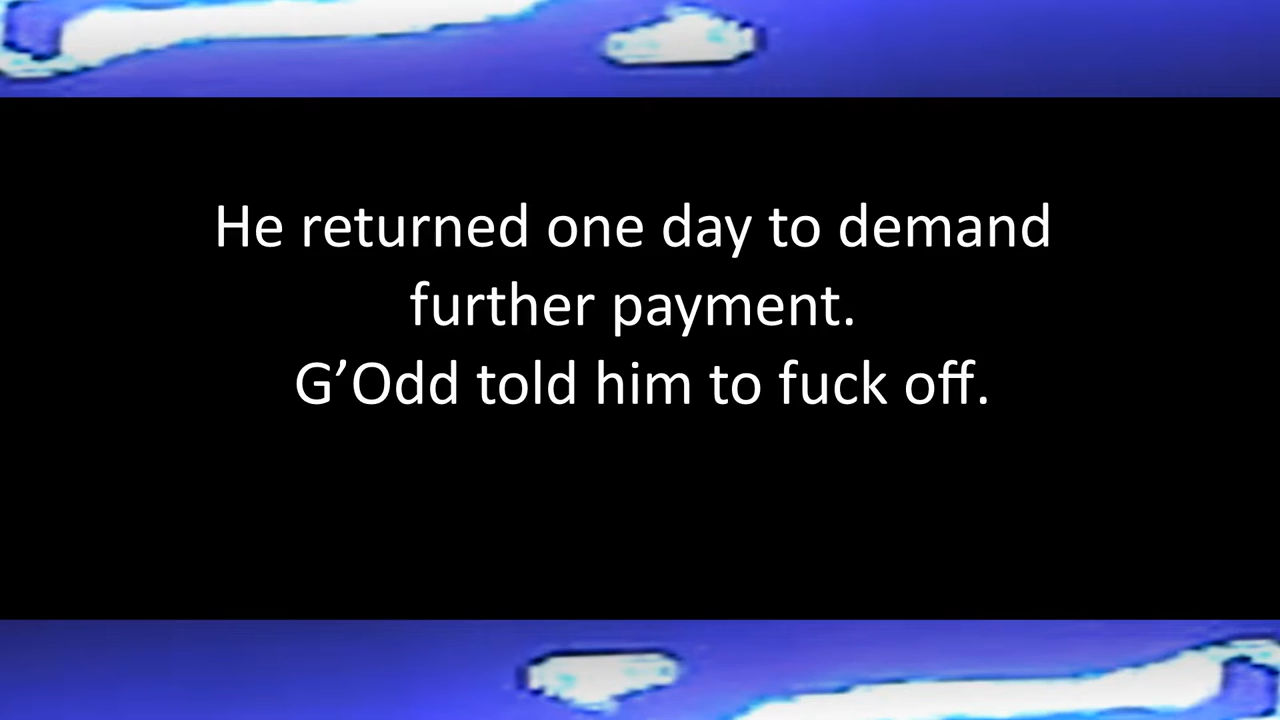 He returned one day to demand
further payment.
G’Odd told him to fuck off.